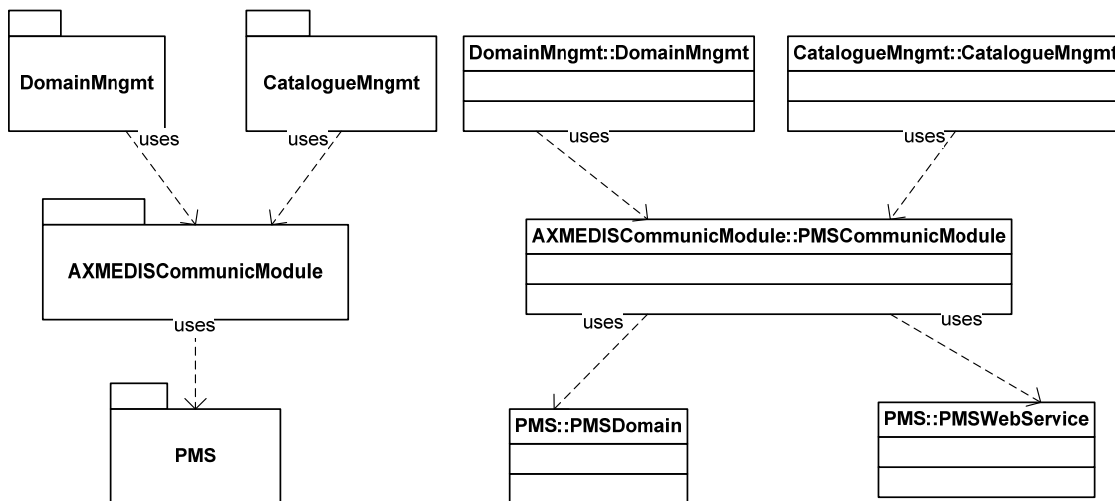 DomainMngmt
CatalogueMngmt
DomainMngmt::DomainMngmt
CatalogueMngmt::CatalogueMngmt
uses
uses
uses
uses
AXMEDISCommunicModule
AXMEDISCommunicModule::PMSCommunicModule
uses
uses
uses
PMS
PMS::PMSDomain
PMS::PMSWebService